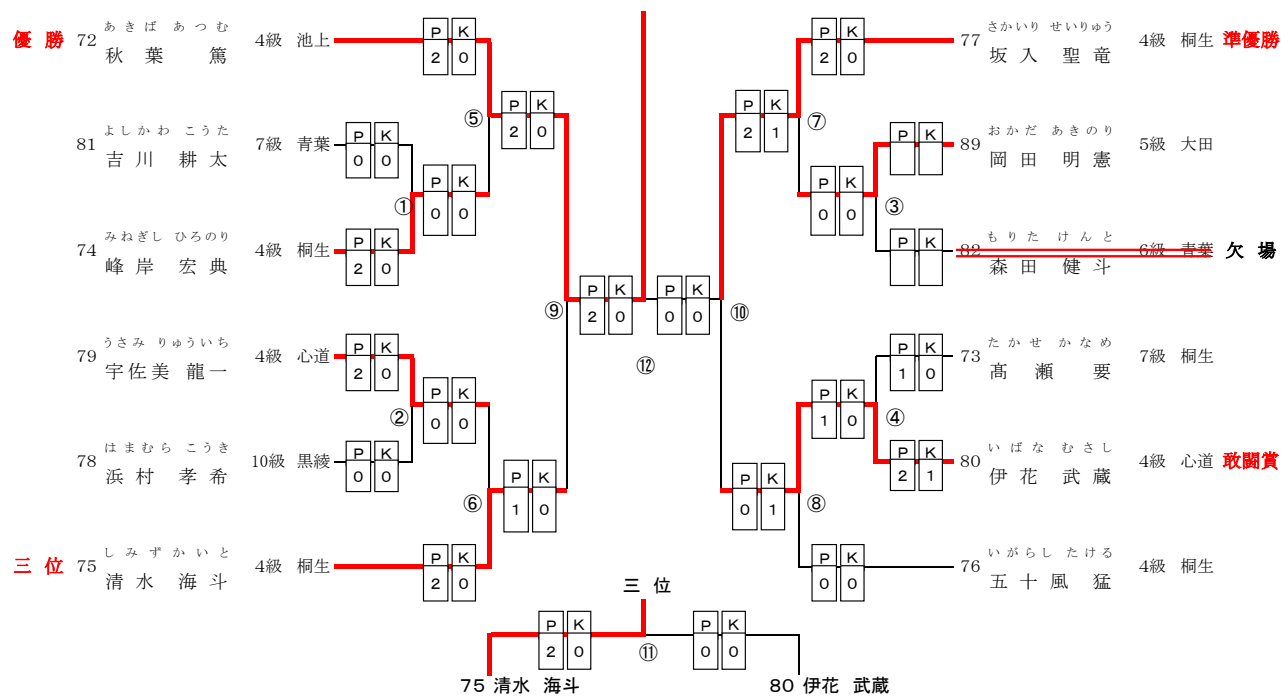 あきば あつむ
優 勝 72 秋 葉 篤 4級 池上
P K
2 0
よしかわ こうた
81 吉 川 耕 太 7級 青葉
P K
0 0
⑤
P K
2 0
①
P K
0 0
みねぎし ひろのり
74 峰 岸 宏 典 4級 桐生
P K
2 0
⑨
P K
2 0
うさみ りゅういち
79 宇佐美 龍一 4級 心道
P K
2 0
②
P K
0 0
はまむら こうき
78 浜 村 孝 希 10級 黒綾
P K
0 0
⑥
P K
1 0
しみずかいと
三 位 75 清 水 海 斗 4級 桐生
P K
2 0
⑫
さかいり せいりゅう
P K
2 0
77 坂 入 聖 竜 4級 桐生 準優勝
P K
2 1
⑦
おかだ あきのり
P K
89 岡 田 明 憲 5級 大田
P K
0 0
③
もりた けんと
P K
82 森 田 健 斗 6級 青葉 欠 場
P K
0 0
⑩
たかせ かなめ
P K
1 0
73 髙 瀬 要 7級 桐生
P K
1 0
④
いばな むさし
P K
2 1
80 伊 花 武 蔵 4級 心道 敢闘賞
P K
0 1
⑧
いがらし たける
P K
0 0
76 五 十 風 猛 4級 桐生
三 位
P K
2 0
⑪
P K
0 0
75 清水 海斗
80 伊花 武蔵